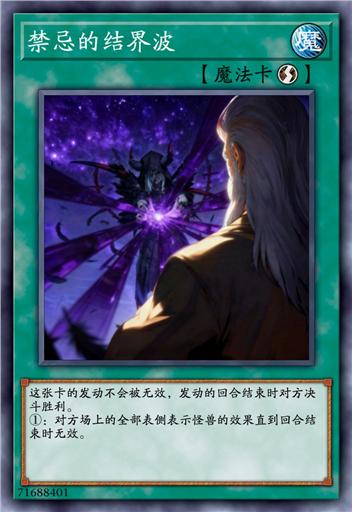 禁忌的结界波
魔
【魔法卡】
这张卡的发动不会被无效，发动的回合结束时对方决
斗胜利。
①：对方场上的全部表侧表示怪兽的效果直到回合结
束时无效。
71688401